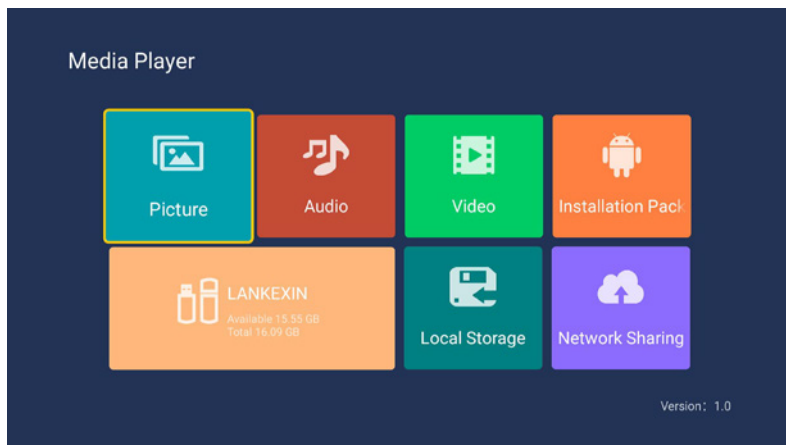 Media Player
Picture
Audio
Video
Installation Pack
LANKEXIN
Available 15.55 GB
Total 16.09 GB
Local Storage
Network Sharing
Version: 1.0